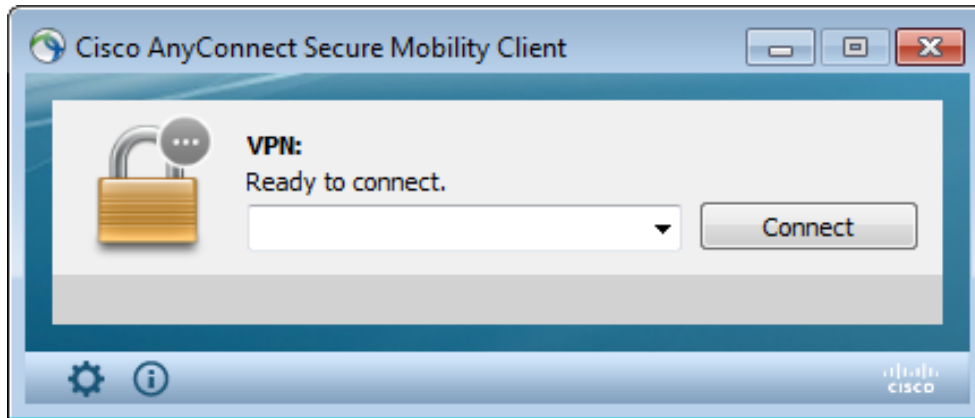 Cisco AnyConnect Secure Mobility Client
VPN:
Ready to connect.
Connect
CISCO